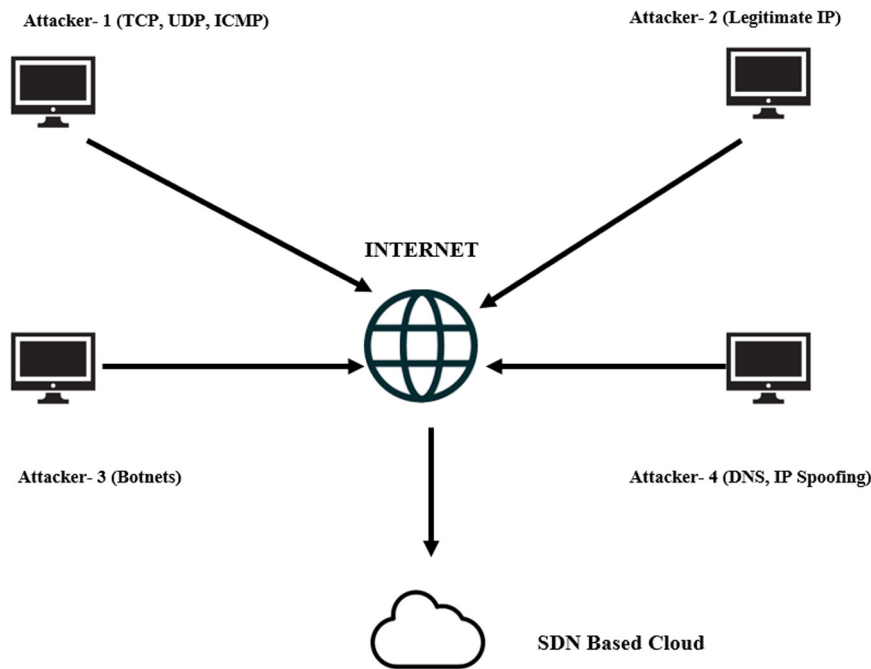 Attacker- 1 (TCP, UDP, ICMP)
Attacker- 2 (Legitimate IP)
INTERNET
Attacker- 3 (Botnets)
Attacker- 4 (DNS, IP Spoofing)
SDN Based Cloud